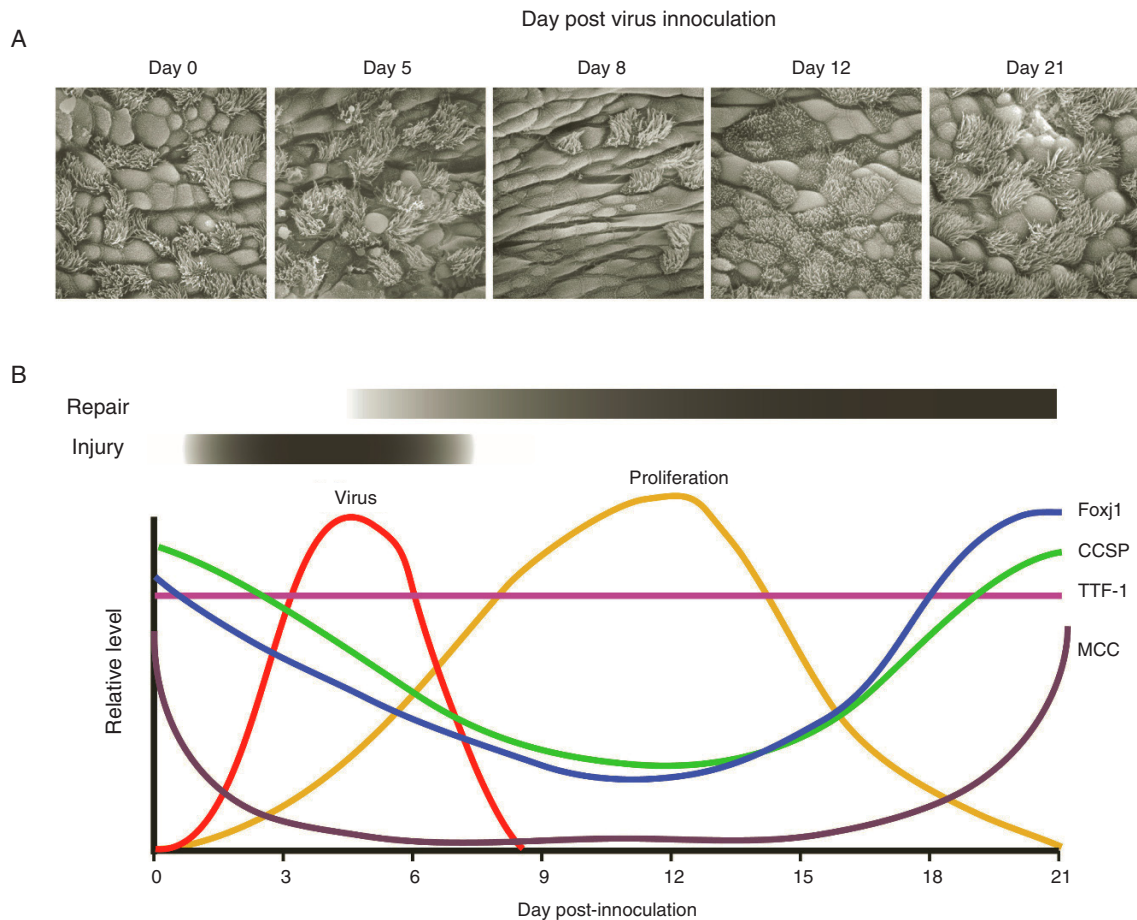 Day post virus innoculation
A
Day 0 Day 5 Day 8 Day 12 Day 21
B
Repair
Injury
Virus
Proliferation
Foxj1
CCSP
TTF-1
MCC
Relative level
0 3 6 9 12 15 18 21
Day post-innoculation